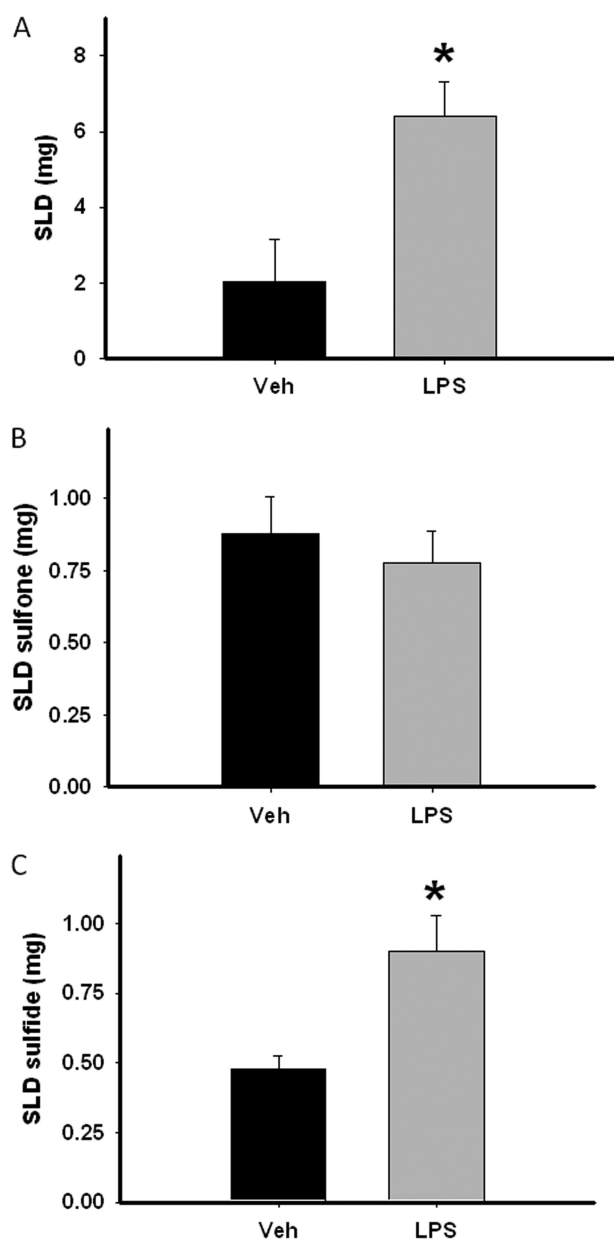 A
SLD (mg)
8
6
4
2
0
*
Veh LPS
B
SLD sulfone (mg)
1.00
0.75
0.50
0.25
0.00
Veh LPS
C
SLD sulfide (mg)
1.00
0.75
0.50
0.25
0.00
*
Veh LPS